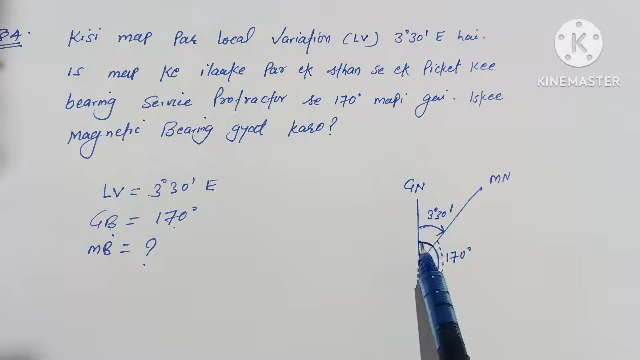 34.
Kisi map Par Local Variation (LV) 3°30' E hai.
is map Ke ilaake Par ek sthan se ek Picket Kee
bearing Service Protractor se 170° mapi gai. Iskee
Magnetic Bearing gyat Karo?
LV = 3°30' E
GB = 170°
MB = ?
GN
MN
3°30'
170°
KINEMASTER